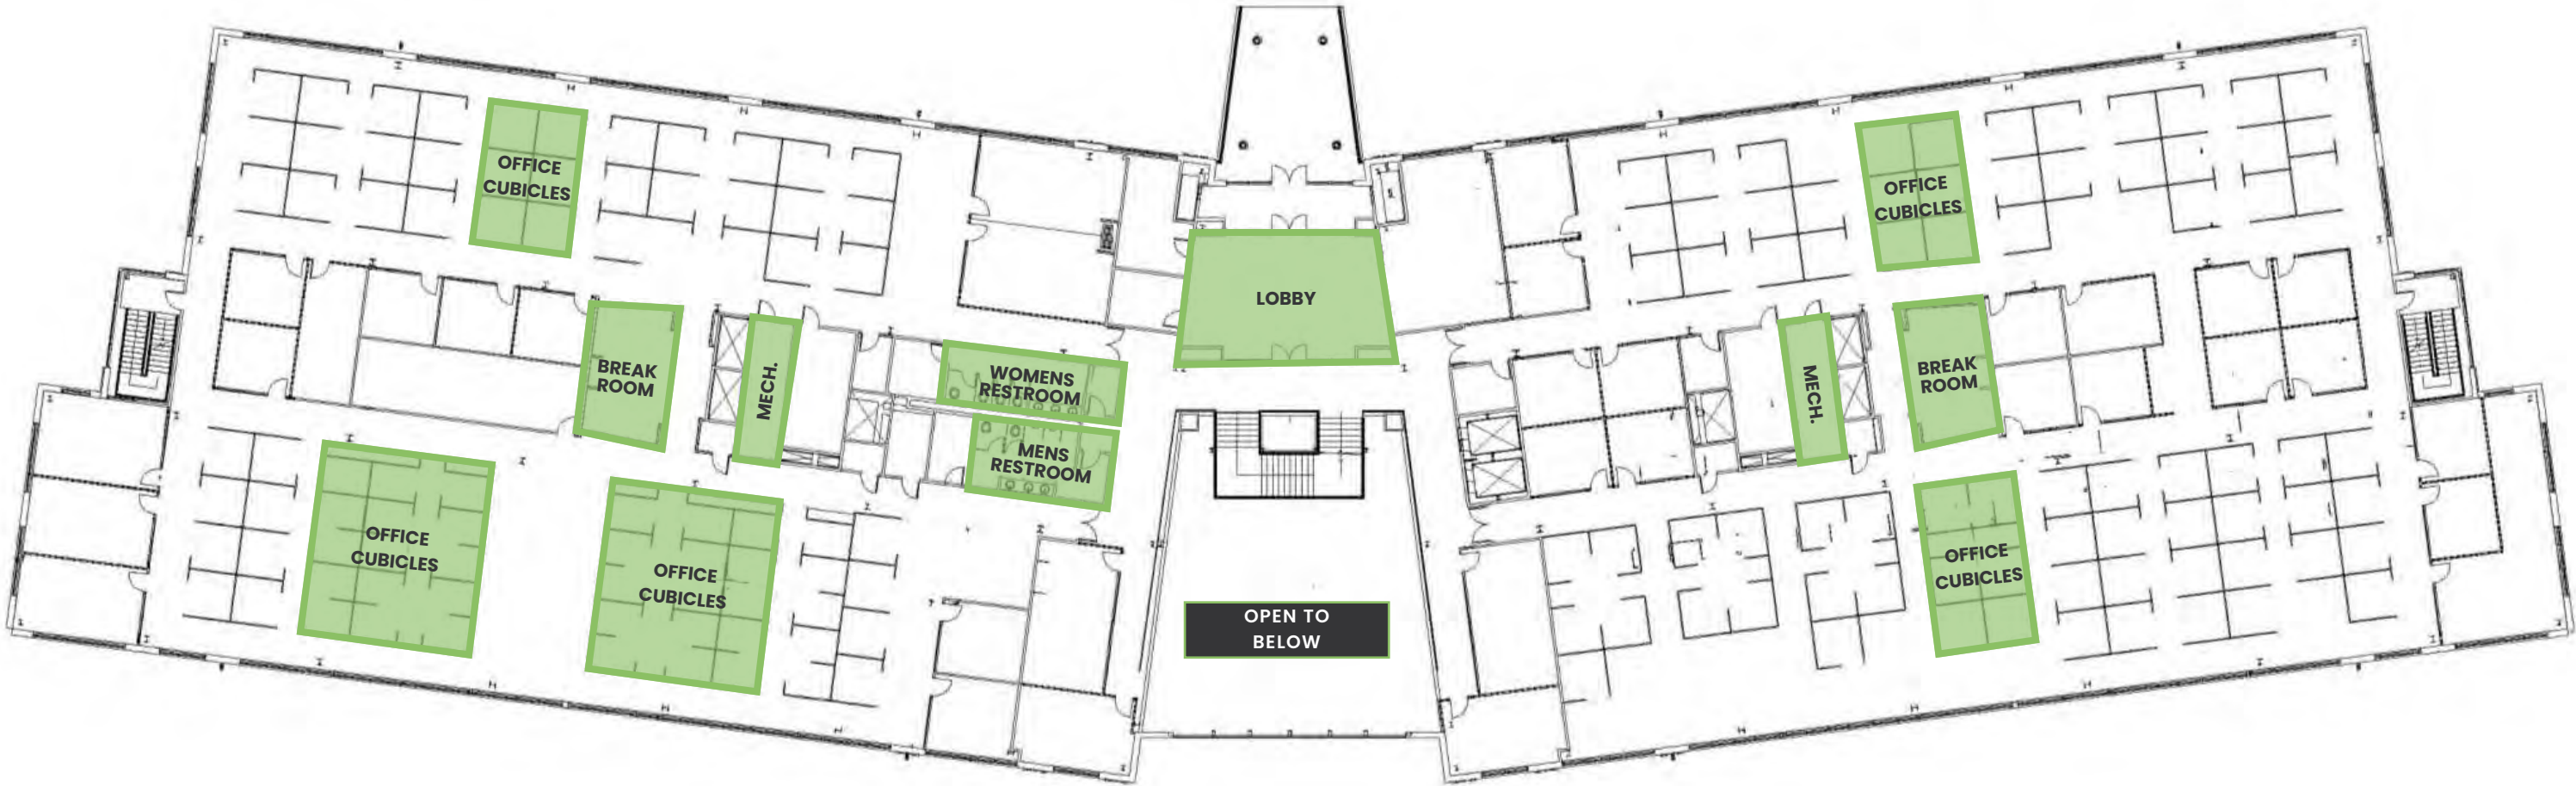 OFFICE
CUBICLES
OFFICE
CUBICLES
LOBBY
BREAK
ROOM
MECH.
WOMENS
RESTROOM
MENS
RESTROOM
MECH.
BREAK
ROOM
OFFICE
CUBICLES
OFFICE
CUBICLES
OFFICE
CUBICLES
OPEN TO
BELOW